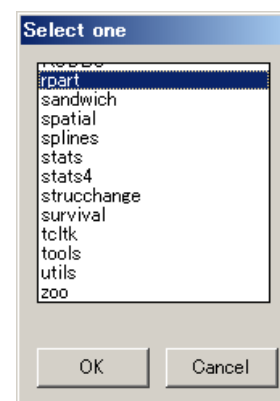 Select one
rpart
sandwich
spatial
splines
stats
stats4
strucchange
survival
tcltk
tools
utils
zoo
OK
Cancel